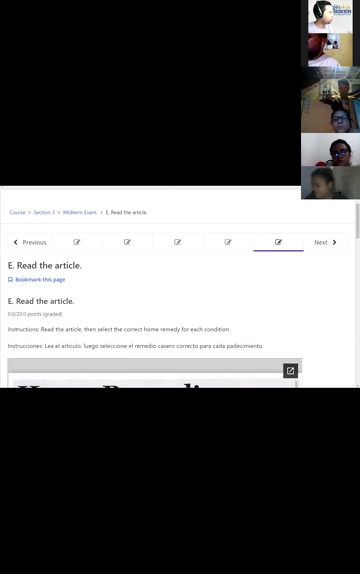 Course > Section 3 > Midterm Exam. > E. Read the article.
Previous
Next
E. Read the article.
Bookmark this page
E. Read the article.
0.0/20.0 points (graded)
Instructions: Read the article, then select the correct home remedy for each condition.
Instrucciones: Lea el artículo, luego seleccione el remedio casero correcto para cada padecimiento.